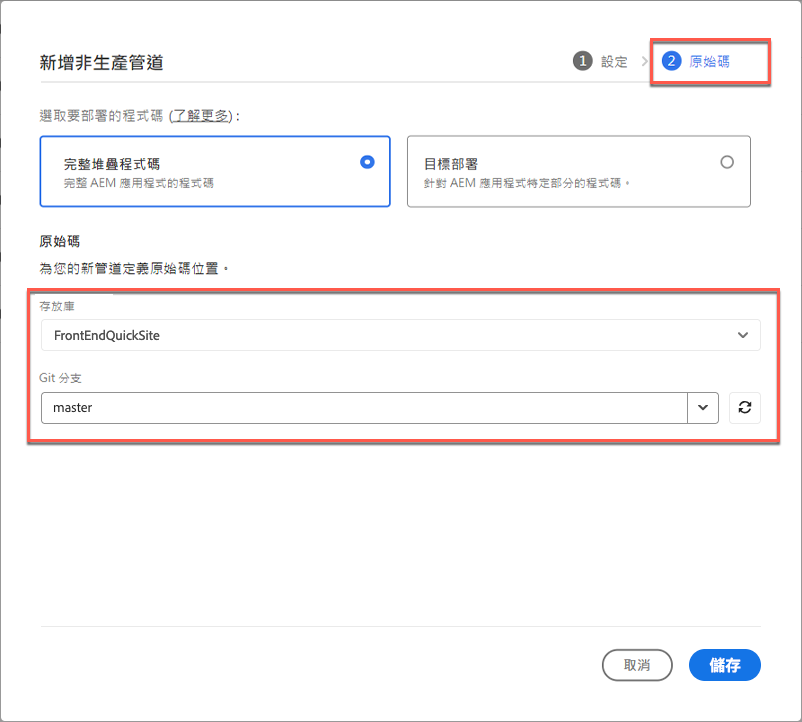 新增非生產管道
1 設定 > 2 原始碼
選取要部署的程式碼 (了解更多):
完整堆疊程式碼
完整 AEM 應用程式的程式碼
目標部署
針對 AEM 應用程式特定部分的程式碼。
原始碼
為您的新管道定義原始碼位置。
存放庫
FrontEndQuickSite
Git 分支
master
取消
儲存